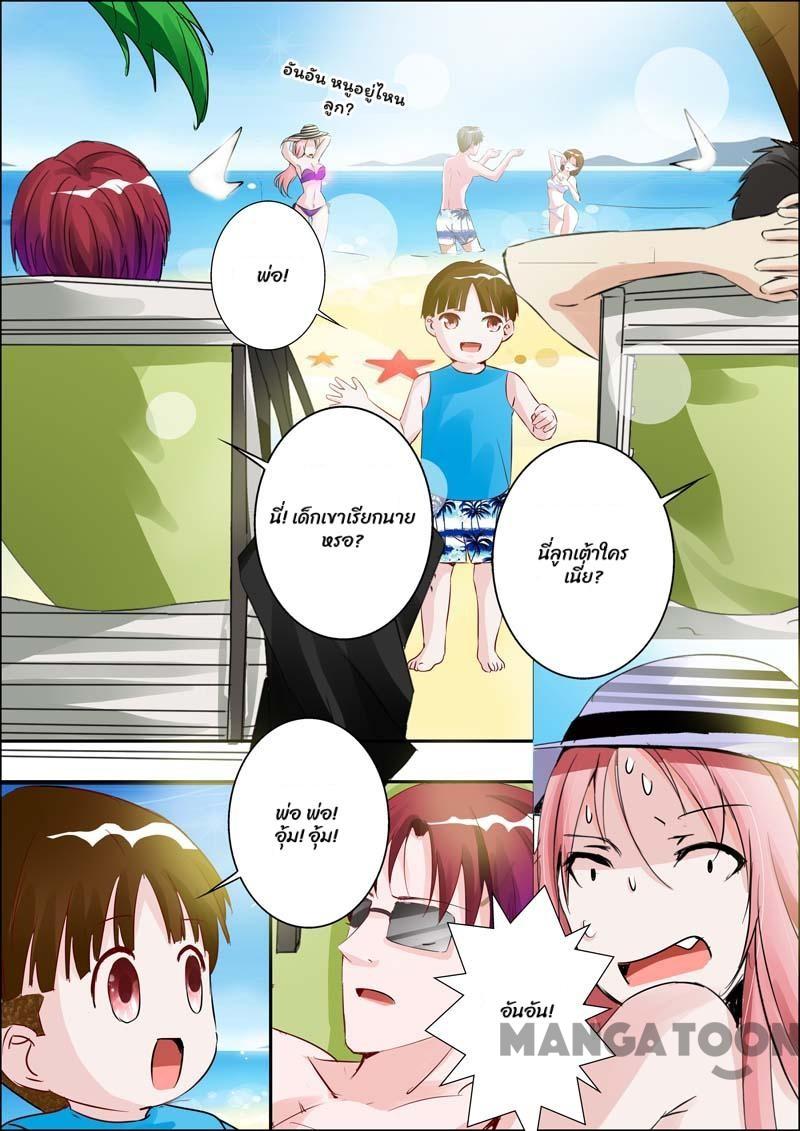 อันอัน หนูอยู่ไหน
ลูก?
พ่อ!
นี่! เด็กเขาเรียกนาย
หรอ?
นี่ลูกเต้าใคร
เนี่ย?
พ่อ พ่อ!
อุ้ม! อุ้ม!
อันอัน!
MANGATOON